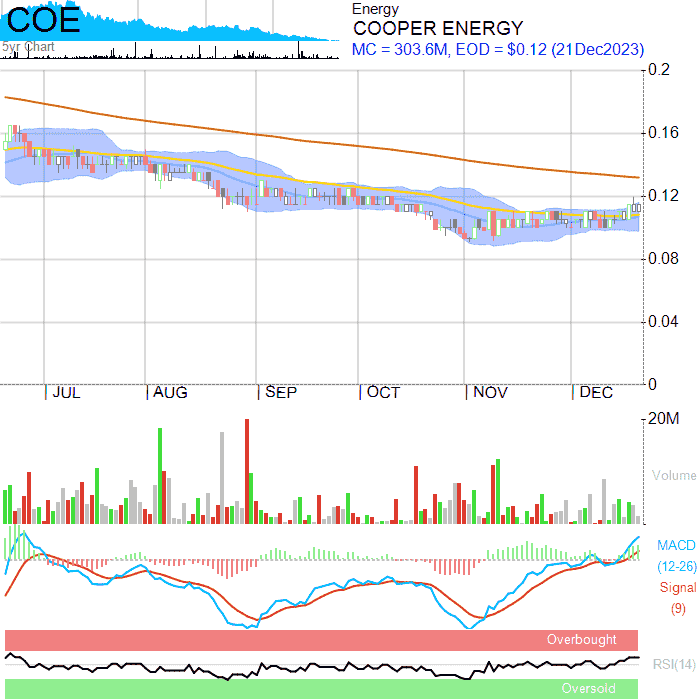 COE
Energy
COOPER ENERGY
5yr Chart
MC = 303.6M, EOD = $0.12 (21Dec2023)
0.2
0.16
0.12
0.08
0.04
0
JUL AUG SEP OCT NOV DEC
20M
Volume
MACD
(12-26)
Signal
(9)
Overbought
RSI(14)
Oversold